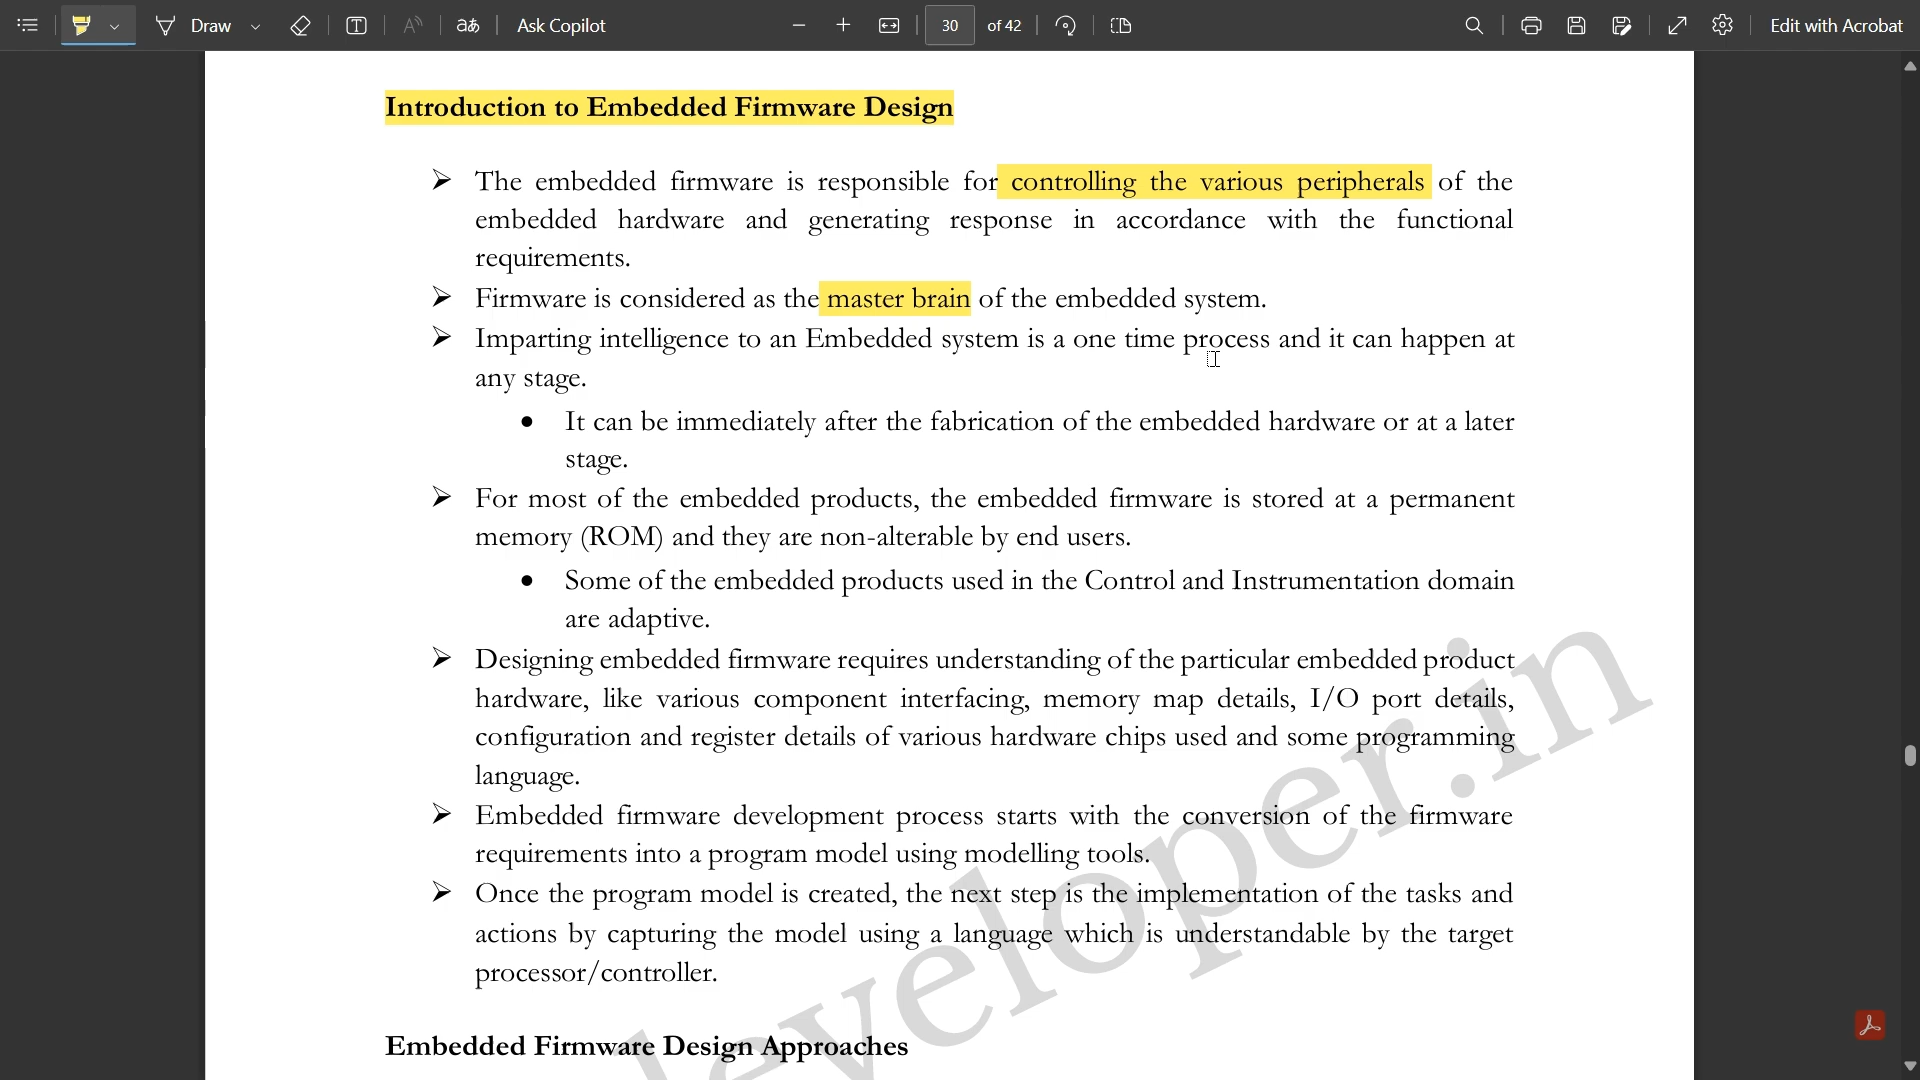 Draw
aあ
Ask Copilot
30 of 42
Edit with Acrobat
Introduction to Embedded Firmware Design
➢ The embedded firmware is responsible for controlling the various peripherals of the
embedded hardware and generating response in accordance with the functional
requirements.
➢ Firmware is considered as the master brain of the embedded system.
➢ Imparting intelligence to an Embedded system is a one time process and it can happen at
any stage.
• It can be immediately after the fabrication of the embedded hardware or at a later
stage.
➢ For most of the embedded products, the embedded firmware is stored at a permanent
memory (ROM) and they are non-alterable by end users.
• Some of the embedded products used in the Control and Instrumentation domain
are adaptive.
➢ Designing embedded firmware requires understanding of the particular embedded product
hardware, like various component interfacing, memory map details, I/O port details,
configuration and register details of various hardware chips used and some programming
language.
➢ Embedded firmware development process starts with the conversion of the firmware
requirements into a program model using modelling tools.
➢ Once the program model is created, the next step is the implementation of the tasks and
actions by capturing the model using a language which is understandable by the target
processor/controller.
Embedded Firmware Design Approaches
eveloper.in